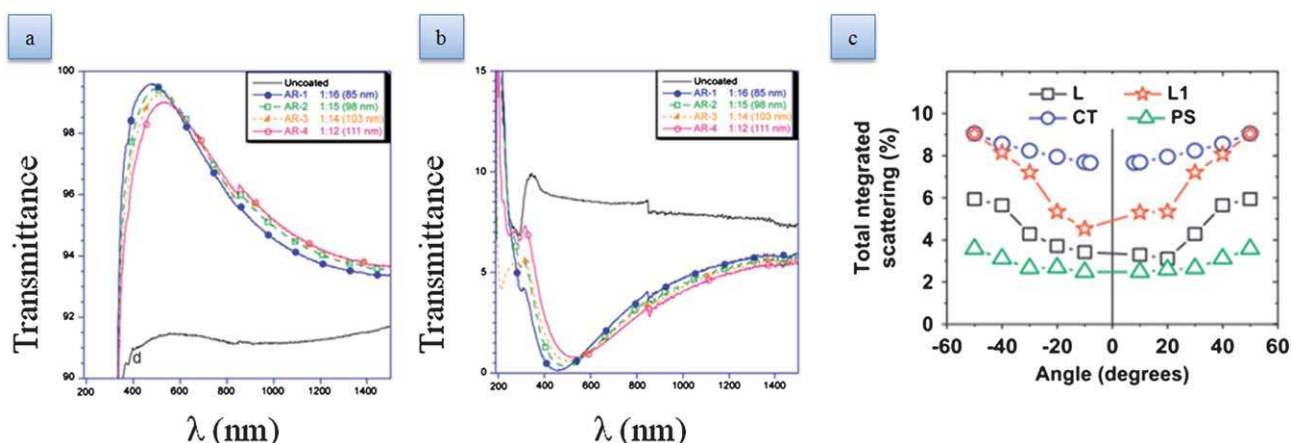 a
Transmittance
100
98
96
94
92
90
Uncoated
AR-1 1:16 (85 nm)
AR-2 1:15 (98 nm)
AR-3 1:14 (103 nm)
AR-4 1:12 (111 nm)
d
200 400 600 800 1000 1200 1400
λ (nm)
b
Transmittance
15
10
5
0
Uncoated
AR-1 1:16 (85 nm)
AR-2 1:15 (98 nm)
AR-3 1:14 (103 nm)
AR-4 1:12 (111 nm)
200 400 600 800 1000 1200 1400
λ (nm)
c
Total ntegrated
scattering (%)
10
8
6
4
2
0
L L1
CT PS
-60 -40 -20 0 20 40 60
Angle (degrees)